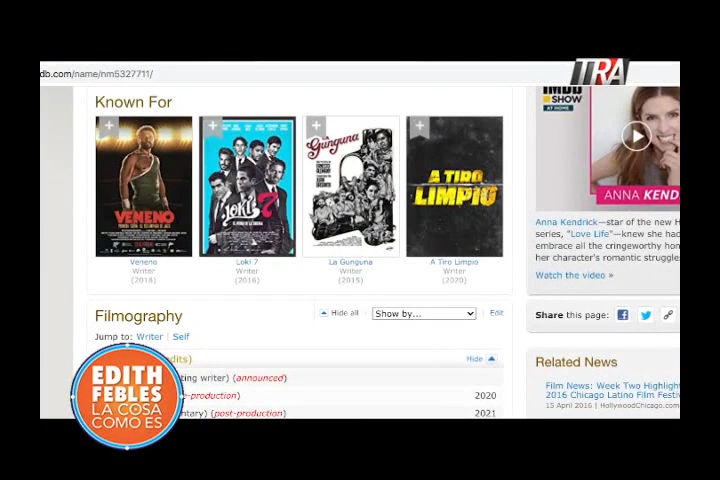 db.com/name/nm5327711/
TRA
Known For
IMDb
SHOW
AT HOME
VENENO
LOKI 7
La Gunguna
A TIRO LIMPIO
ANNA KEND
Veneno
Writer
(2018)
Loki 7
Writer
(2016)
La Gunguna
Writer
(2015)
A Tiro Limpio
Writer
(2020)
Anna Kendrick—star of the new H
series, "Love Life"— knew she had
embrace all the cringeworthy hon
her character's romantic struggles
Watch the video »
Filmography
Hide all
Show by...
Edit
Share this page:
Jump to: Writer | Self
edits)
Hide
ting writer) (announced)
e-production)
2020
entary) (post-production)
2021
Related News
Film News: Week Two Highlight
2016 Chicago Latino Film Festiv
15 April 2016 | HollywoodChicago.com
EDITH
FEBLES
LA COSA
COMO ES